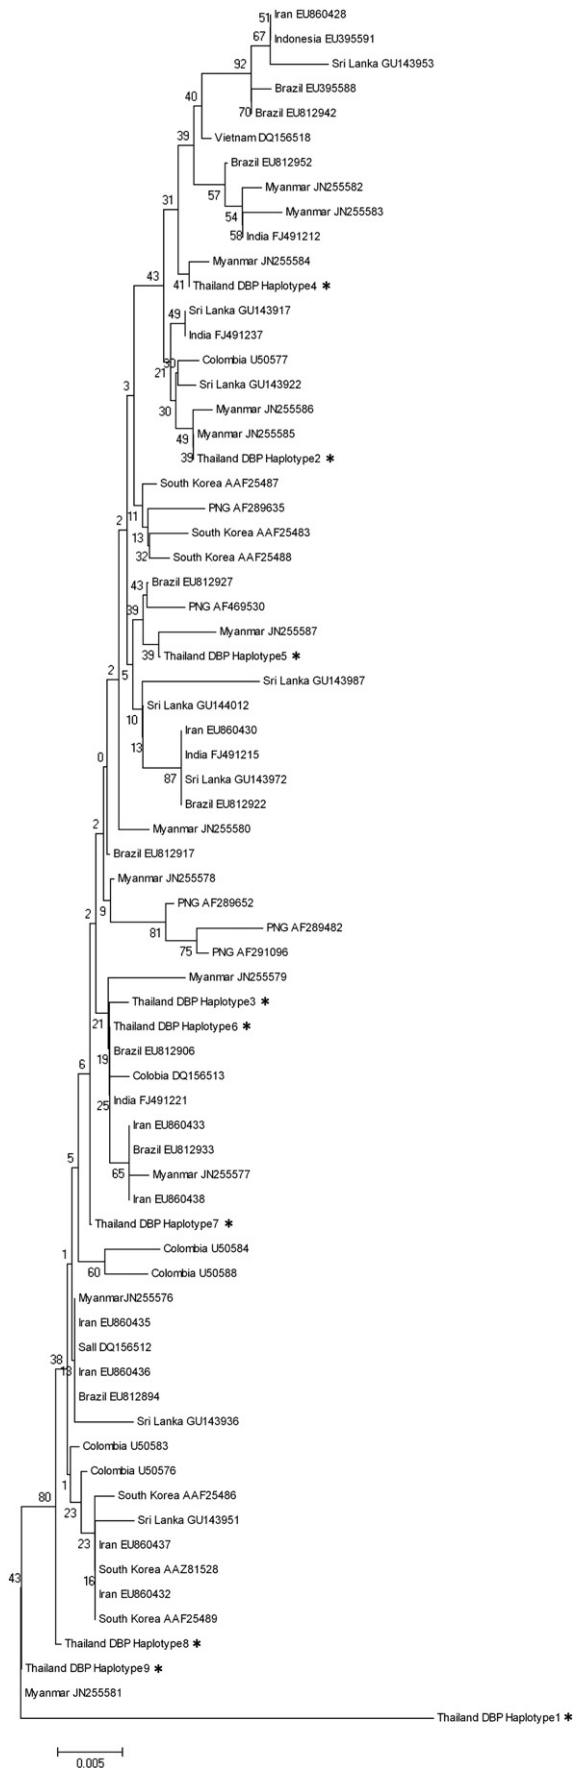 51
Iran EU860428
67
Indonesia EU395591
92
Sri Lanka GU143953
Brazil EU395588
40
70
Brazil EU812942
39
Vietnam DQ156518
Brazil EU812952
57
Myanmar JN255582
31
54
Myanmar JN255583
58
India FJ491212
Myanmar JN255584
43
41
Thailand DBP Haplotype4 *
49
Sri Lanka GU143917
India FJ491237
30
21
Colombia U50577
Sri Lanka GU143922
3
30
Myanmar JN255586
49
Myanmar JN255585
39
Thailand DBP Haplotype2 *
South Korea AAF25487
11
PNG AF289635
2
13
South Korea AAF25483
32
South Korea AAF25488
43
Brazil EU812927
39
PNG AF469530
Myanmar JN255587
39
Thailand DBP Haplotype5 *
2
5
Sri Lanka GU143987
10
Sri Lanka GU144012
Iran EU860430
13
India FJ491215
0
87
Sri Lanka GU143972
Brazil EU812922
2
Myanmar JN255580
Brazil EU812917
Myanmar JN255578
9
PNG AF289652
2
81
PNG AF289482
75
PNG AF291096
Myanmar JN255579
Thailand DBP Haplotype3 *
21
Thailand DBP Haplotype6 *
19
Brazil EU812906
6
Colobia DQ156513
25
India FJ491221
Iran EU860433
Brazil EU812933
5
65
Myanmar JN255577
Iran EU860438
Thailand DBP Haplotype7 *
1
Colombia U50584
60
Colombia U50588
MyanmarJN255576
Iran EU860435
38
Sall DQ156512
Iran EU860436
Brazil EU812894
Sri Lanka GU143936
Colombia U50583
1
Colombia U50576
80
23
South Korea AAF25486
Sri Lanka GU143951
23
Iran EU860437
43
16
South Korea AAZ81528
Iran EU860432
South Korea AAF25489
Thailand DBP Haplotype8 *
Thailand DBP Haplotype9 *
Myanmar JN255581
Thailand DBP Haplotype1 *
0.005